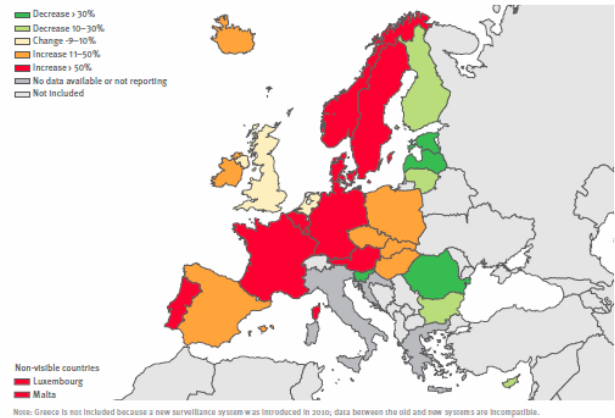 Decrease > 30%
Decrease 10–30%
Change -9–10%
Increase 11–50%
Increase > 50%
No data available or not reporting
Not included
Non-visible countries
Luxembourg
Malta
Note: Greece is not included because a new surveillance system was introduced in 2010; data between the old and new systems are incompatible.